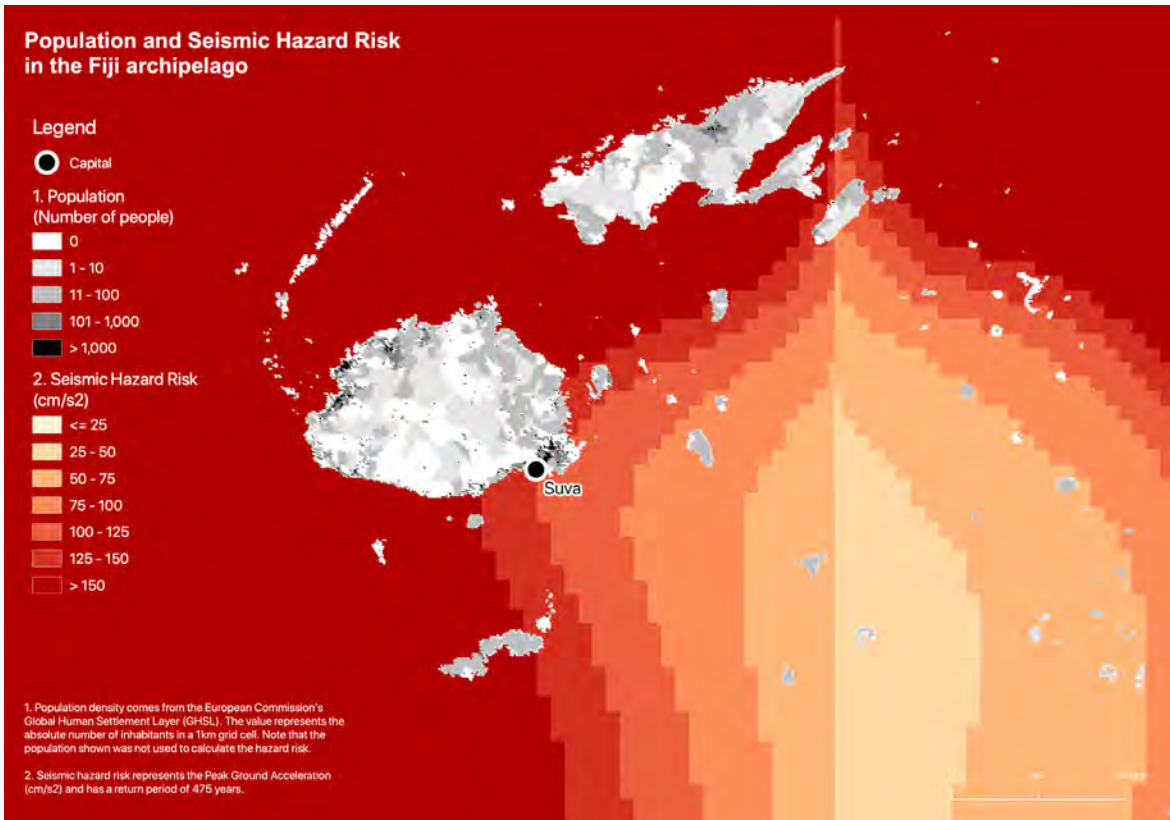 Population and Seismic Hazard Risk
in the Fiji archipelago
Legend
Capital
1. Population
(Number of people)
0
1 - 10
11 - 100
101 - 1,000
> 1,000
2. Seismic Hazard Risk
(cm/s2)
<= 25
25 - 50
50 - 75
75 - 100
100 - 125
125 - 150
> 150
Suva
1. Population density comes from the European Commission's
Global Human Settlement Layer (GHSL). The value represents the
absolute number of inhabitants in a 1km grid cell. Note that the
population shown was not used to calculate the hazard risk.
2. Seismic hazard risk represents the Peak Ground Acceleration
(cm/s2) and has a return period of 475 years.